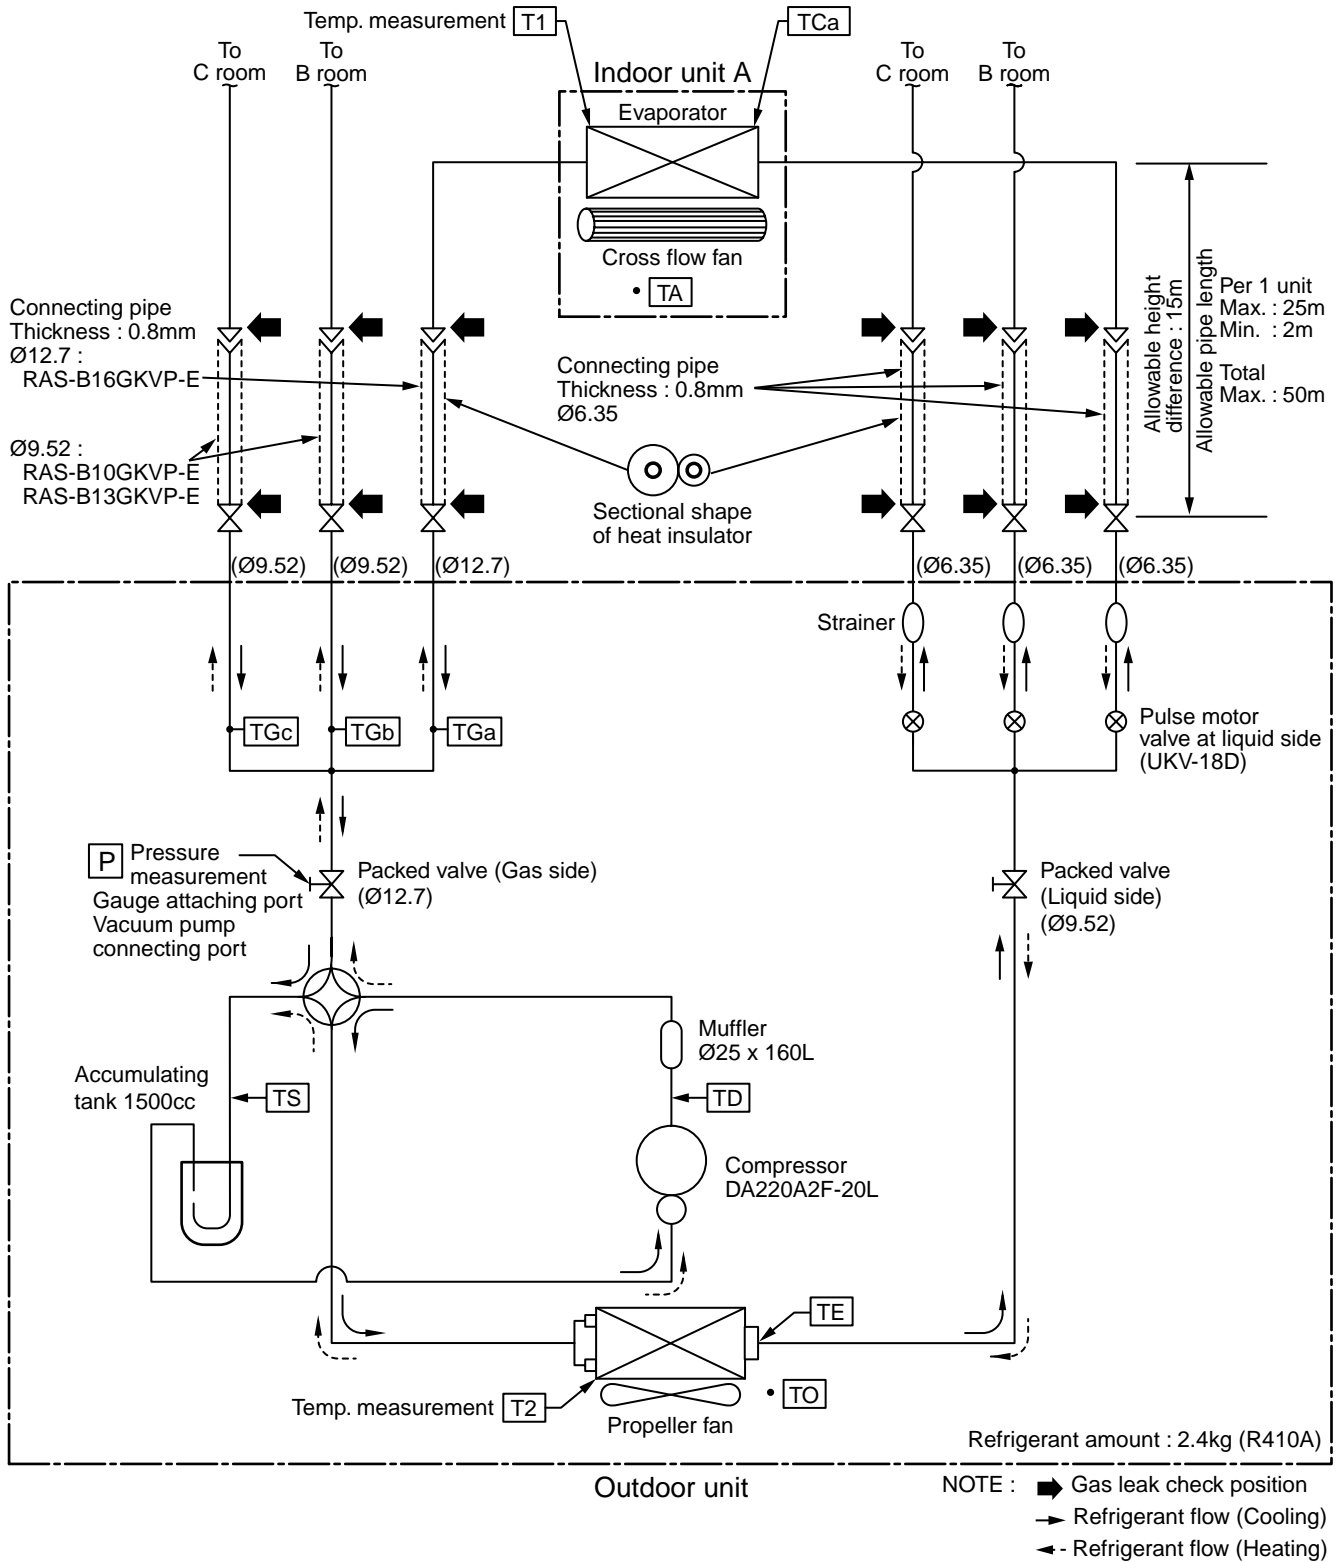 Temp. measurement T1
TCa
To
C room
To
B room
To
C room
To
B room
Indoor unit A
Evaporator
Cross flow fan
• TA
Connecting pipe
Thickness : 0.8mm
Ø12.7 :
RAS-B16GKVP-E
Ø9.52 :
RAS-B10GKVP-E
RAS-B13GKVP-E
Connecting pipe
Thickness : 0.8mm
Ø6.35
Sectional shape
of heat insulator
Allowable height
difference : 15m
Allowable pipe length
Per 1 unit
Max. : 25m
Min. : 2m
Total
Max. : 50m
(Ø9.52)
(Ø9.52)
(Ø12.7)
(Ø6.35)
(Ø6.35)
(Ø6.35)
Strainer
TGc
TGb
TGa
Pulse motor
valve at liquid side
(UKV-18D)
P Pressure
measurement
Gauge attaching port
Vacuum pump
connecting port
Packed valve (Gas side)
(Ø12.7)
Packed valve
(Liquid side)
(Ø9.52)
Muffler
Ø25 x 160L
Accumulating
tank 1500cc
TS
TD
Compressor
DA220A2F-20L
TE
Temp. measurement T2
• TO
Propeller fan
Refrigerant amount : 2.4kg (R410A)
Outdoor unit
NOTE :
Gas leak check position
Refrigerant flow (Cooling)
Refrigerant flow (Heating)